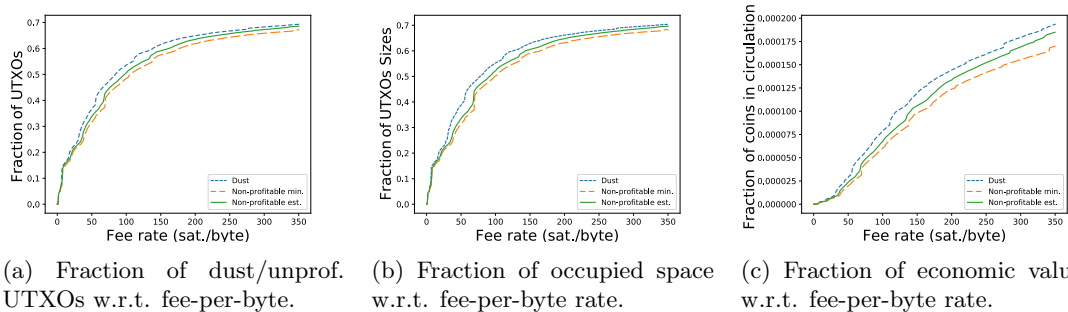 0.7
0.6
0.5
0.4
0.3
0.2
0.1
0.0
Fraction of UTXOs
0
50
100
150
200
250
300
350
Fee rate (sat./byte)
Dust
Non-profitable min.
Non-profitable est.
0.7
0.6
0.5
0.4
0.3
0.2
0.1
0.0
Fraction of UTXOs Sizes
0
50
100
150
200
250
300
350
Fee rate (sat./byte)
Dust
Non-profitable min.
Non-profitable est.
0,000200
0,000175
0,000150
0,000125
0,000100
0,000075
0,000050
0,000025
0,000000
Fraction of coins in circulation
0
50
100
150
200
250
300
350
Fee rate (sat./byte)
Dust
Non-profitable min.
Non-profitable est.
(a) Fraction of dust/unprof.
UTXOs w.r.t. fee-per-byte.
(b) Fraction of occupied space
w.r.t. fee-per-byte rate.
(c) Fraction of economic valu
w.r.t. fee-per-byte rate.